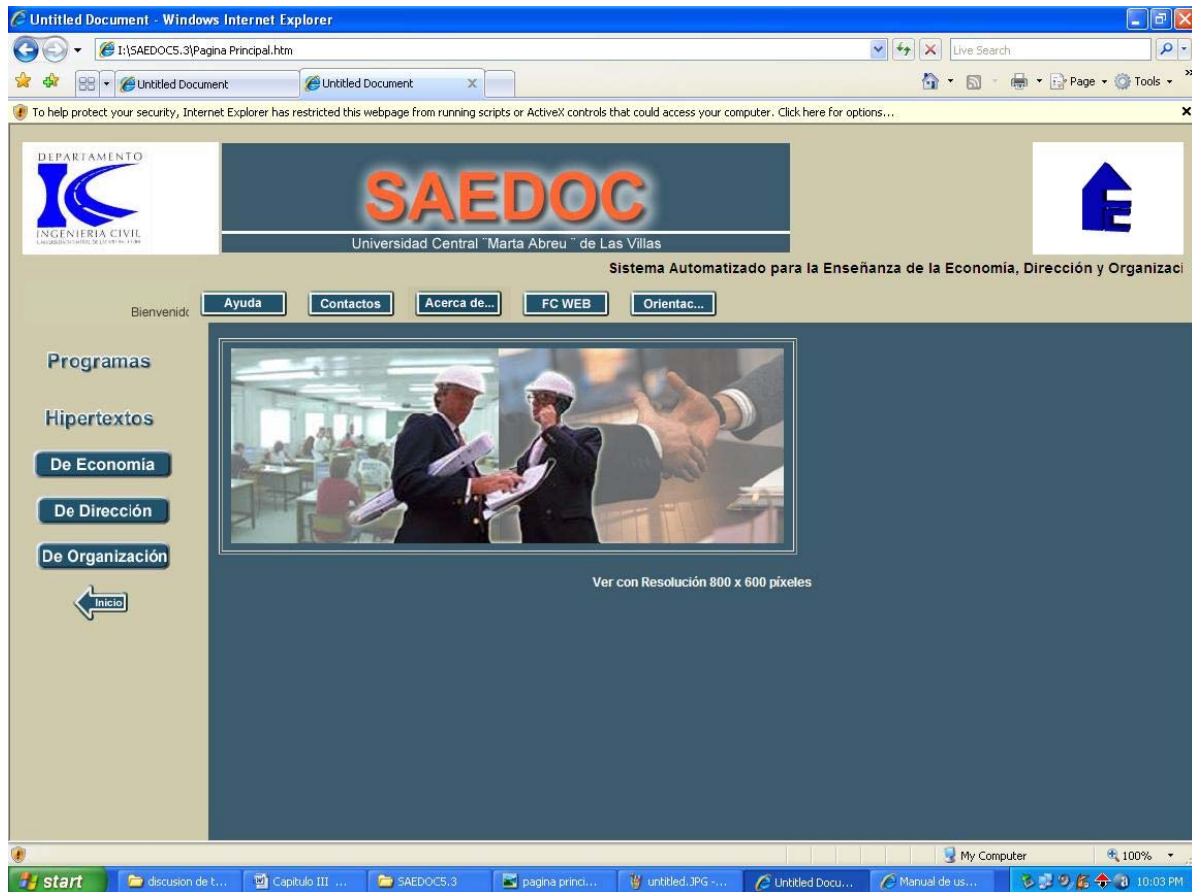 Untitled Document - Windows Internet Explorer
I:\SAEDOC5.3\Pagina Principal.htm
Live Search
Untitled Document
Untitled Document
Page
Tools
To help protect your security, Internet Explorer has restricted this webpage from running scripts or ActiveX controls that could access your computer. Click here for options...
DEPARTAMENTO
IC
INGENIERIA CIVIL
SAEDOC
Universidad Central ¨Marta Abreu ¨ de Las Villas
Sistema Automatizado para la Enseñanza de la Economía, Dirección y Organizaci
Bienvenido
Ayuda
Contactos
Acerca de...
FC WEB
Orientac...
Programas
Hipertextos
De Economía
De Dirección
De Organización
Inicio
Ver con Resolución 800 x 600 píxeles
My Computer
100%
start
discusion de t...
Capitulo III ...
SAEDOC5.3
pagina princi...
untitled.JPG -...
Untitled Docu...
Manual de us...
10:03 PM